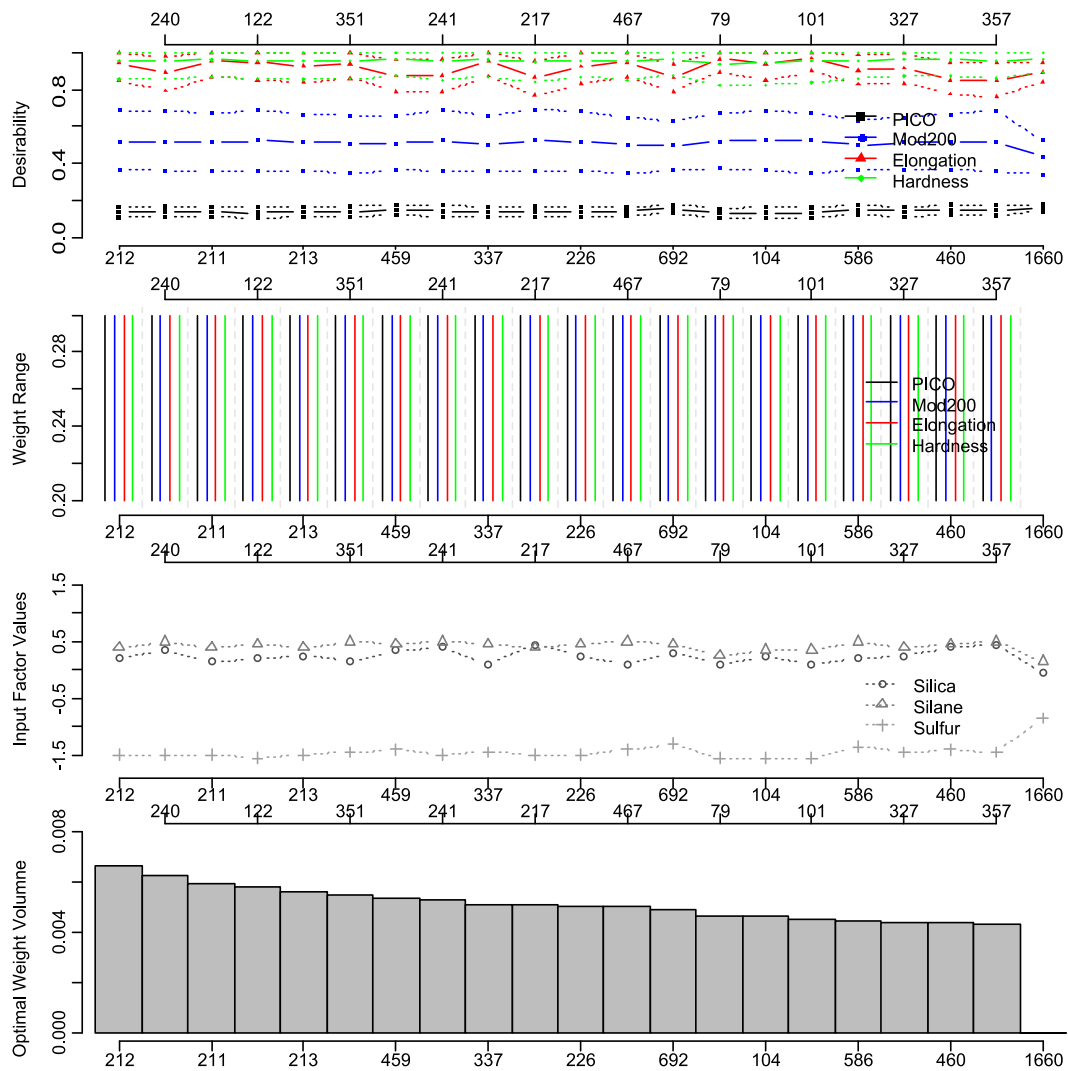 240 122 351 241 217 467 79 101 327 357
Desirability
0.0 0.4 0.8
PICO
Mod200
Elongation
Hardness
212 211 213 459 337 226 692 104 586 460 1660
240 122 351 241 217 467 79 101 327 357
Weight Range
0.20 0.24 0.28
PICO
Mod200
Elongation
Hardness
212 211 213 459 337 226 692 104 586 460 1660
240 122 351 241 217 467 79 101 327 357
Input Factor Values
-1.5 -0.5 0.5 1.5
Silica
Silane
Sulfur
212 211 213 459 337 226 692 104 586 460 1660
240 122 351 241 217 467 79 101 327 357
Optimal Weight Volumne
0.000 0.004 0.008
212 211 213 459 337 226 692 104 586 460 1660